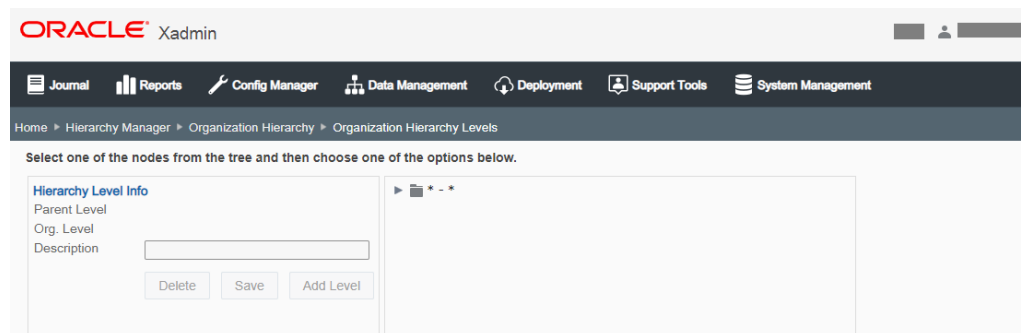 ORACLE® Xadmin
Journal Reports Config Manager Data Management Deployment Support Tools System Management
Home ▸ Hierarchy Manager ▸ Organization Hierarchy ▸ Organization Hierarchy Levels
Select one of the nodes from the tree and then choose one of the options below.
Hierarchy Level Info
Parent Level
Org. Level
Description
Delete Save Add Level
* - *